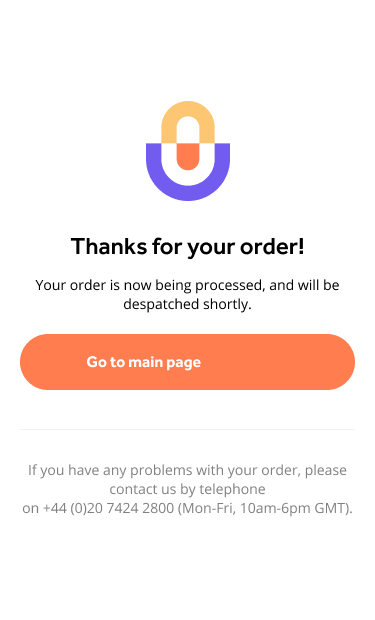 Thanks for your order!
Your order is now being processed, and will be
despatched shortly.
Go to main page
If you have any problems with your order, please
contact us by telephone
on +44 (0)20 7424 2800 (Mon-Fri, 10am-6pm GMT).